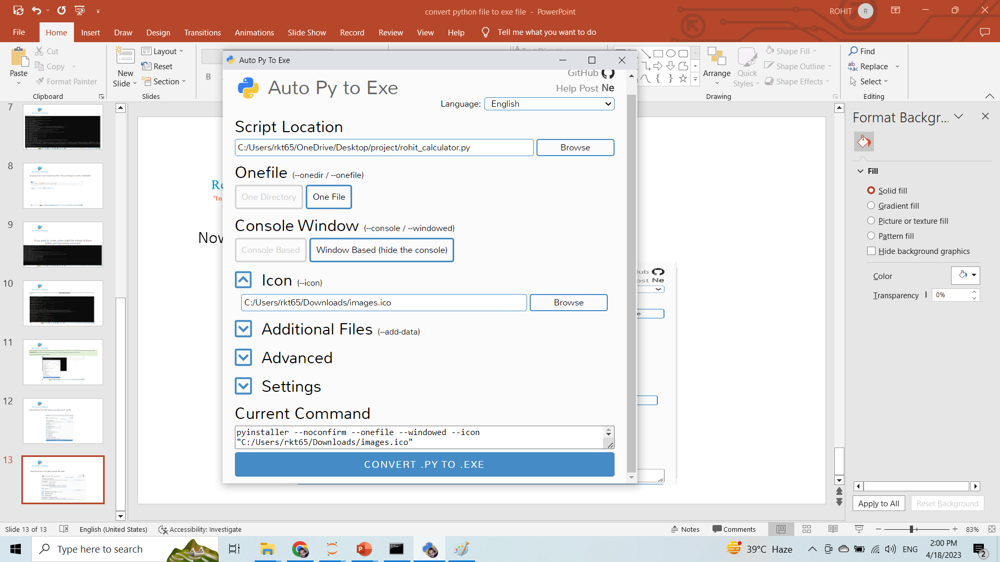 convert python file to exe file - PowerPoint
ROHIT
R
File
Home
Insert
Draw
Design
Transitions
Animations
Slide Show
Record
Review
View
Help
Tell me what you want to do
Paste
Cut
Copy
Format Painter
Clipboard
New Slide
Layout
Reset
Section
Slides
B
Arrange
Quick Styles
Shape Fill
Shape Outline
Shape Effects
Drawing
Find
Replace
Select
Editing
Auto Py To Exe
Auto Py to Exe
GitHub
Help Post Ne
Language: English
Script Location
C:/Users/rkt65/OneDrive/Desktop/project/rohit_calculator.py
Browse
Onefile (--onedir / --onefile)
One Directory
One File
Console Window (--console / --windowed)
Console Based
Window Based (hide the console)
Icon (--icon)
C:/Users/rkt65/Downloads/images.ico
Browse
Additional Files (--add-data)
Advanced
Settings
Current Command
pyinstaller --noconfirm --onefile --windowed --icon
"C:/Users/rkt65/Downloads/images.ico"
CONVERT .PY TO .EXE
7
8
9
10
11
12
13
Format Backgr...
Fill
Solid fill
Gradient fill
Picture or texture fill
Pattern fill
Hide background graphics
Color
Transparency
0%
Apply to All
Reset Background
Slide 13 of 13
English (United States)
Accessibility: Investigate
Notes
Comments
83%
Type here to search
39°C Haze
ENG
2:00 PM
4/18/2023
2